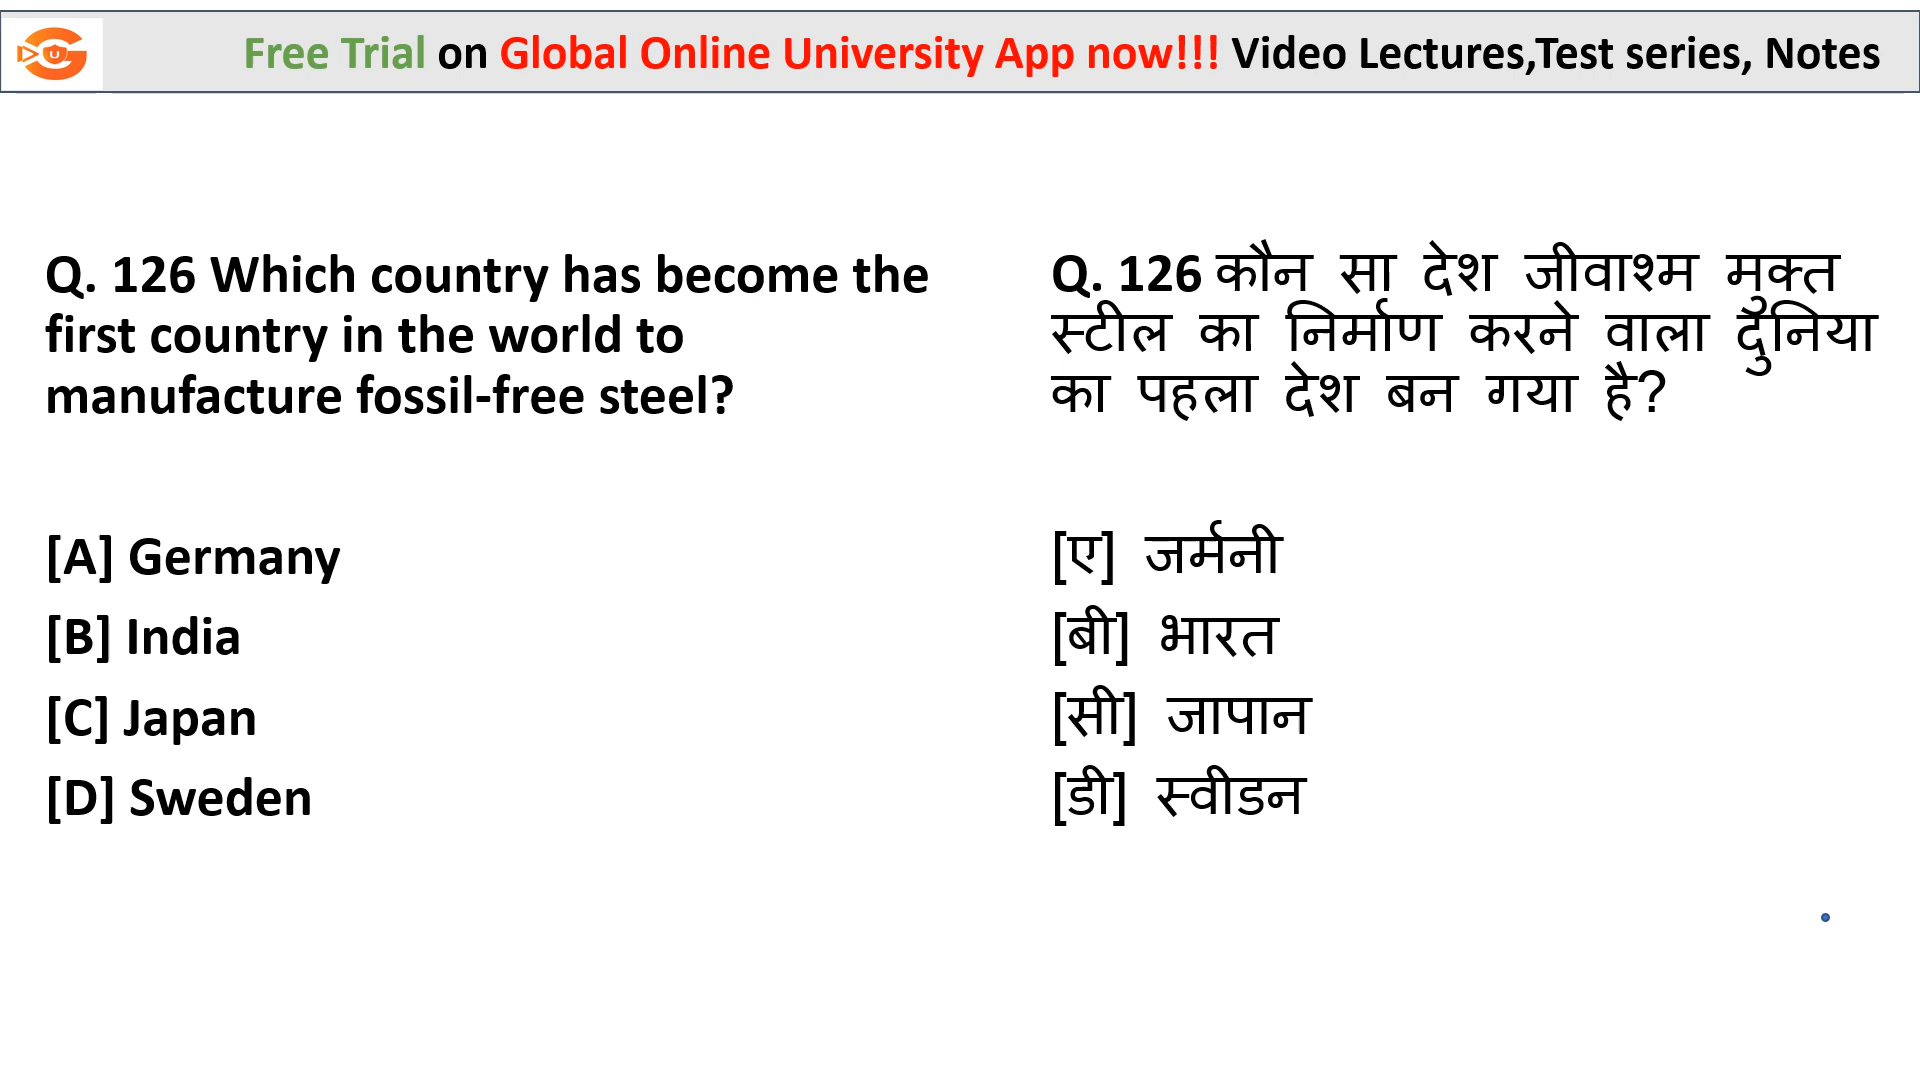 Free Trial on Global Online University App now!!! Video Lectures,Test series, Notes
Q. 126 Which country has become the
first country in the world to
manufacture fossil-free steel?
[A] Germany
[B] India
[C] Japan
[D] Sweden
Q. 126 कौन सा देश जीवाश्म मुक्त
स्टील का निर्माण करने वाला दुनिया
का पहला देश बन गया है?
[ए] जर्मनी
[बी] भारत
[सी] जापान
[डी] स्वीडन